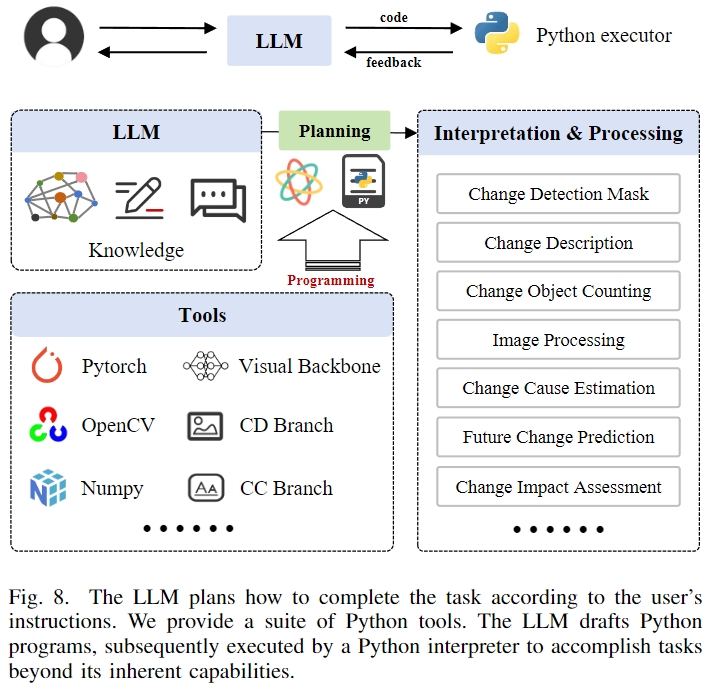 LLM
code
feedback
Python executor
LLM
Knowledge
Planning
PY
Programming
Interpretation & Processing
Change Detection Mask
Change Description
Change Object Counting
Image Processing
Change Cause Estimation
Future Change Prediction
Change Impact Assessment
Tools
Pytorch
Visual Backbone
OpenCV
CD Branch
Numpy
AA
CC Branch
Fig. 8. The LLM plans how to complete the task according to the user's
instructions. We provide a suite of Python tools. The LLM drafts Python
programs, subsequently executed by a Python interpreter to accomplish tasks
beyond its inherent capabilities.